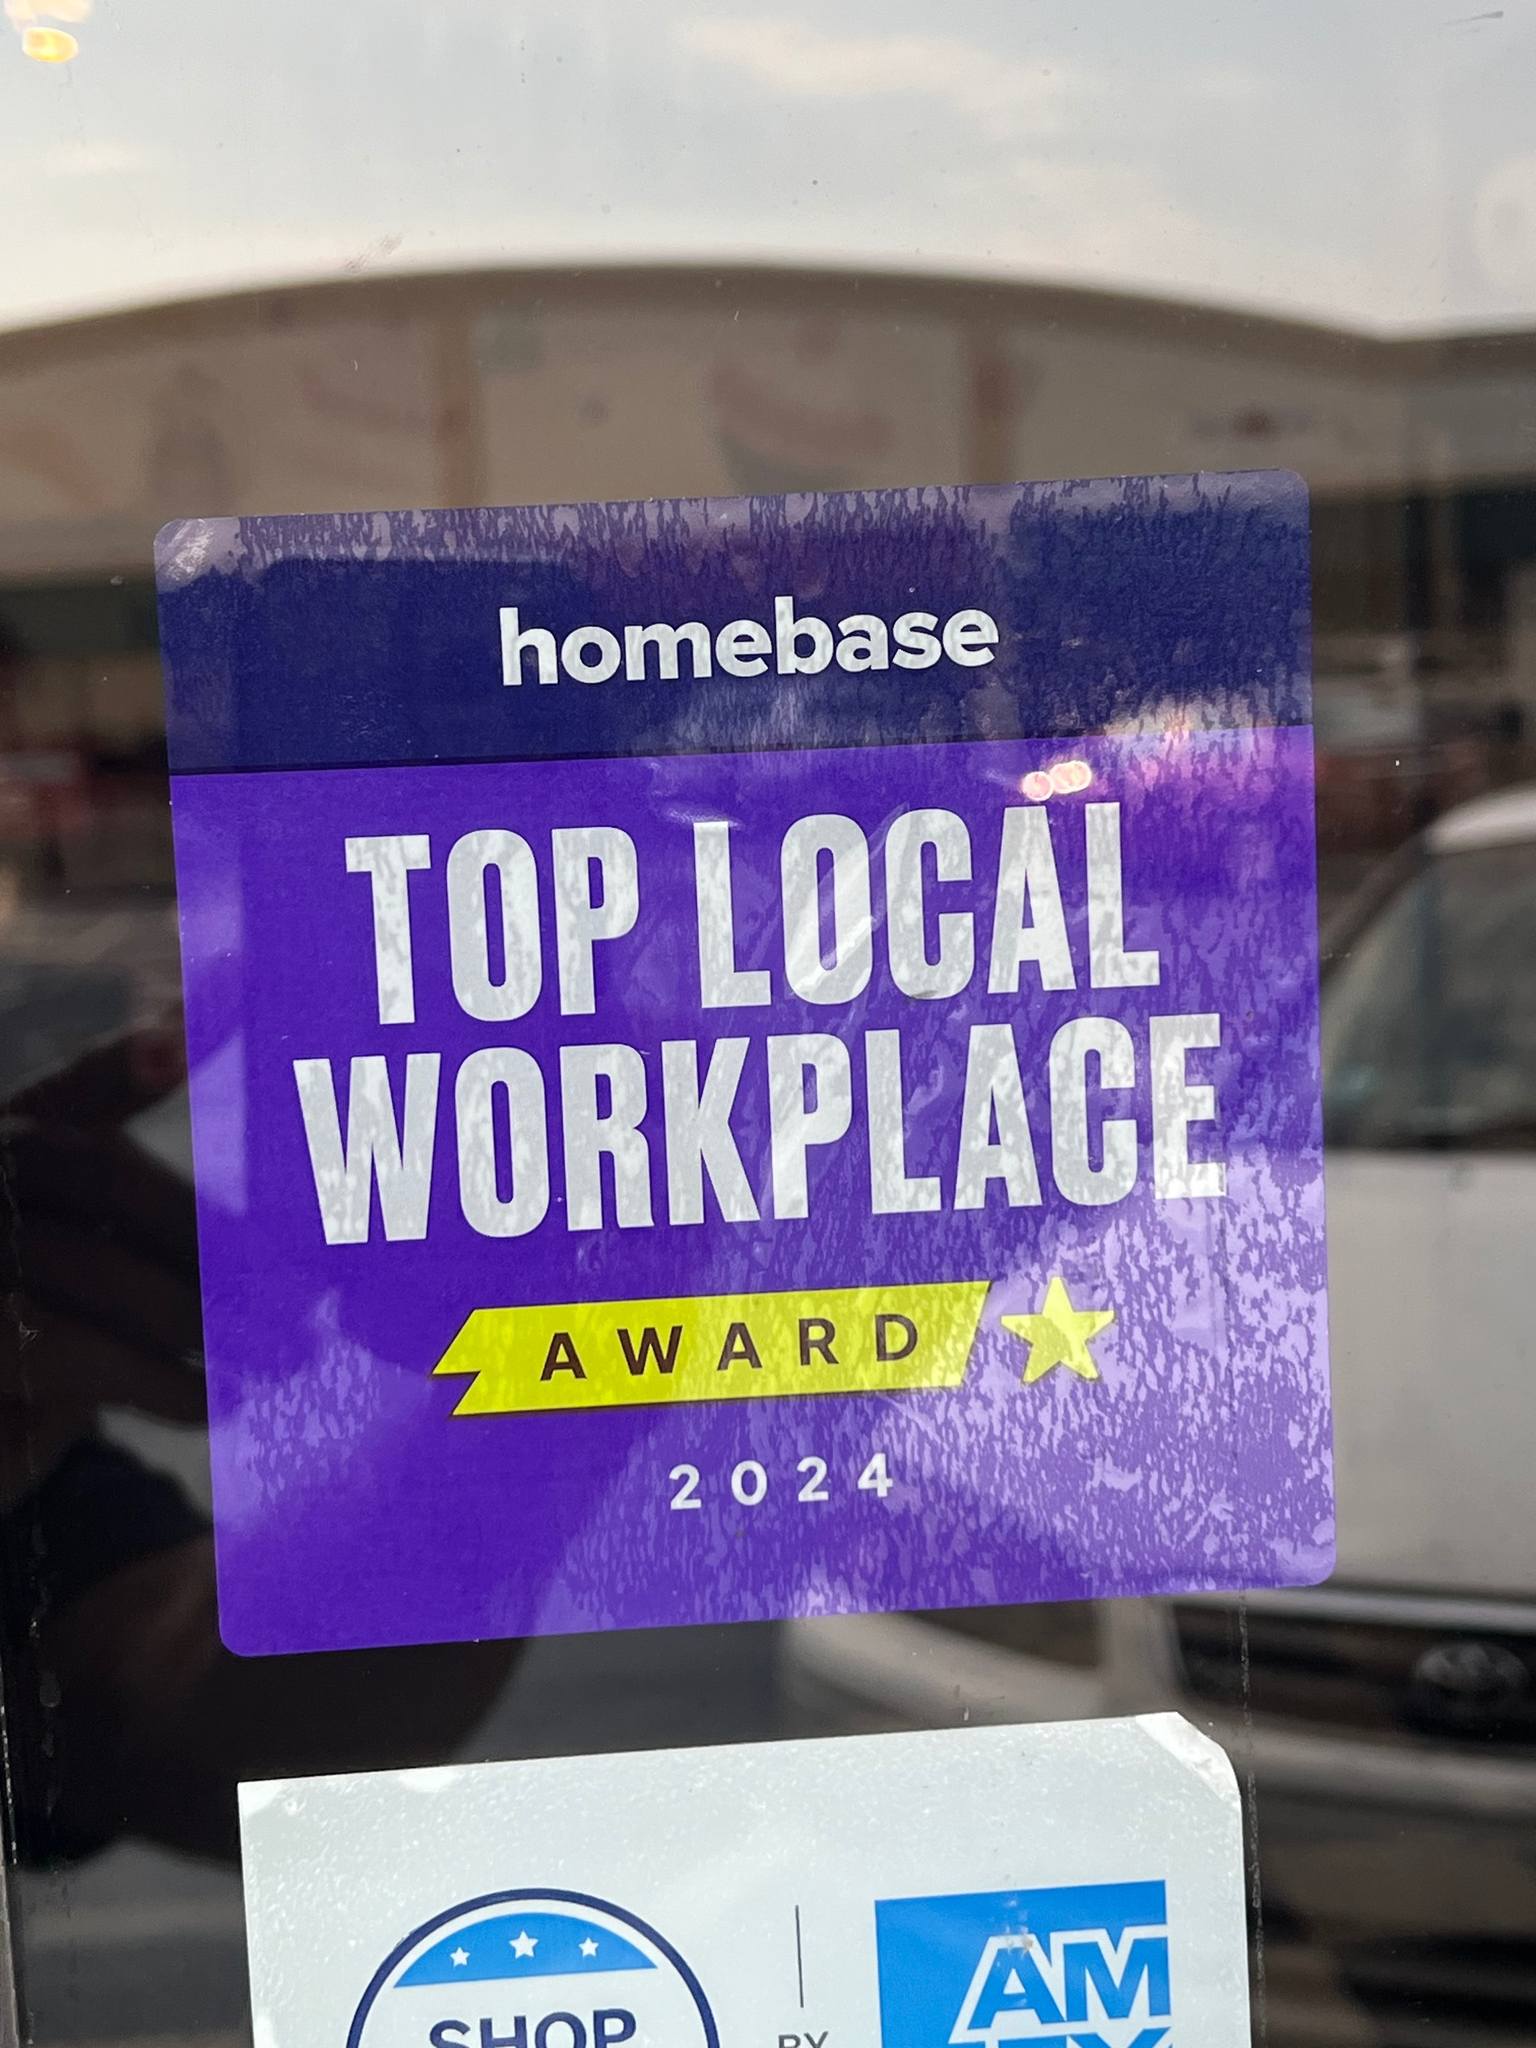 homebase
TOP LOCAL
WORKPLACE
AWARD
2024
SHOP
BY
AM